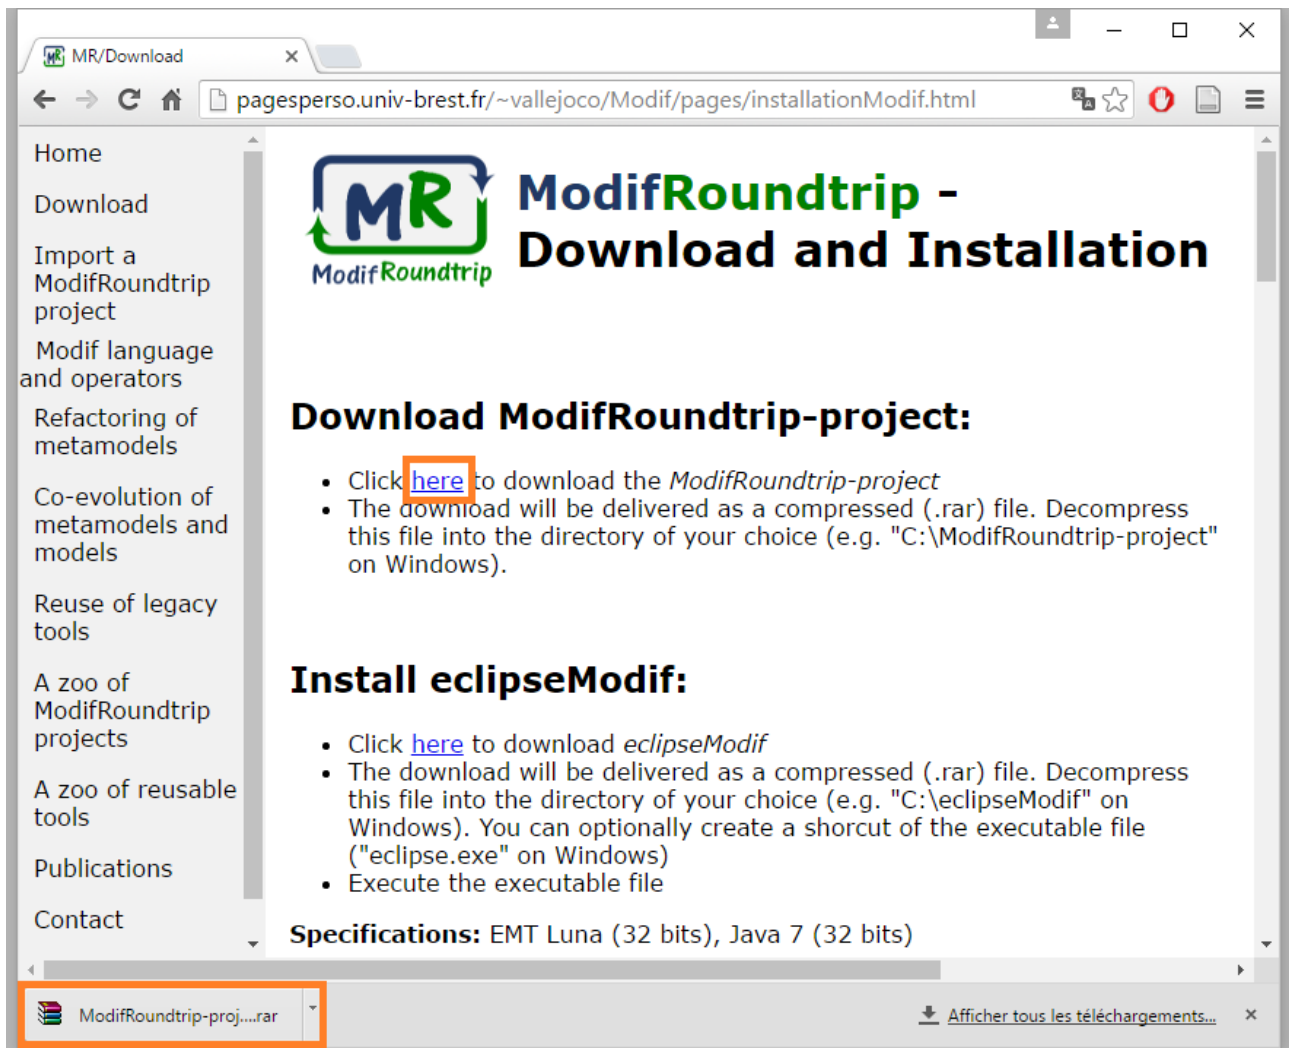 MR/Download
pagesperso.univ-brest.fr/~vallejoco/Modif/pages/installationModif.html
Home
Download
Import a
ModifRoundtrip
project
Modif language
and operators
Refactoring of
metamodels
Co-evolution of
metamodels and
models
Reuse of legacy
tools
A zoo of
ModifRoundtrip
projects
A zoo of reusable
tools
Publications
Contact
MR
ModifRoundtrip
ModifRoundtrip -
Download and Installation
Download ModifRoundtrip-project:
• Click here to download the ModifRoundtrip-project
• The download will be delivered as a compressed (.rar) file. Decompress
this file into the directory of your choice (e.g. "C:\ModifRoundtrip-project"
on Windows).
Install eclipseModif:
• Click here to download eclipseModif
• The download will be delivered as a compressed (.rar) file. Decompress
this file into the directory of your choice (e.g. "C:\eclipseModif" on
Windows). You can optionally create a shorcut of the executable file
("eclipse.exe" on Windows)
• Execute the executable file
Specifications: EMT Luna (32 bits), Java 7 (32 bits)
ModifRoundtrip-proj....rar
Afficher tous les téléchargements...